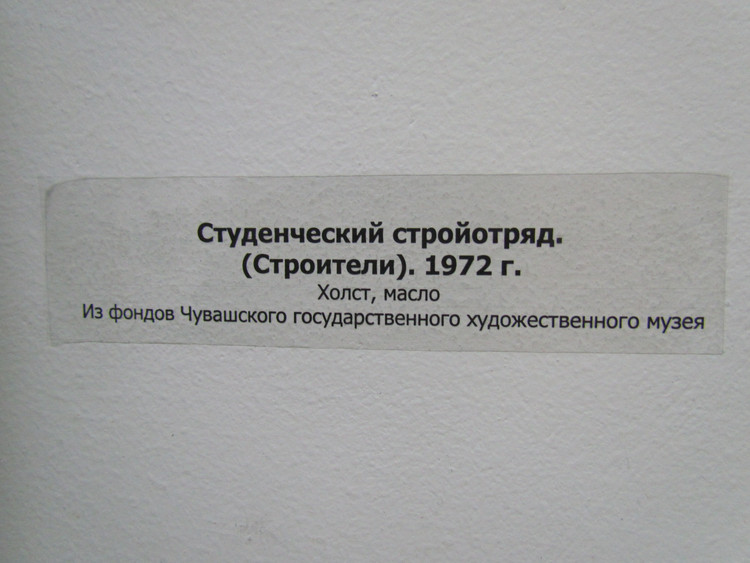 Студенческий стройотряд.
(Строители). 1972 г.
Холст, масло
Из фондов Чувашского государственного художественного музея